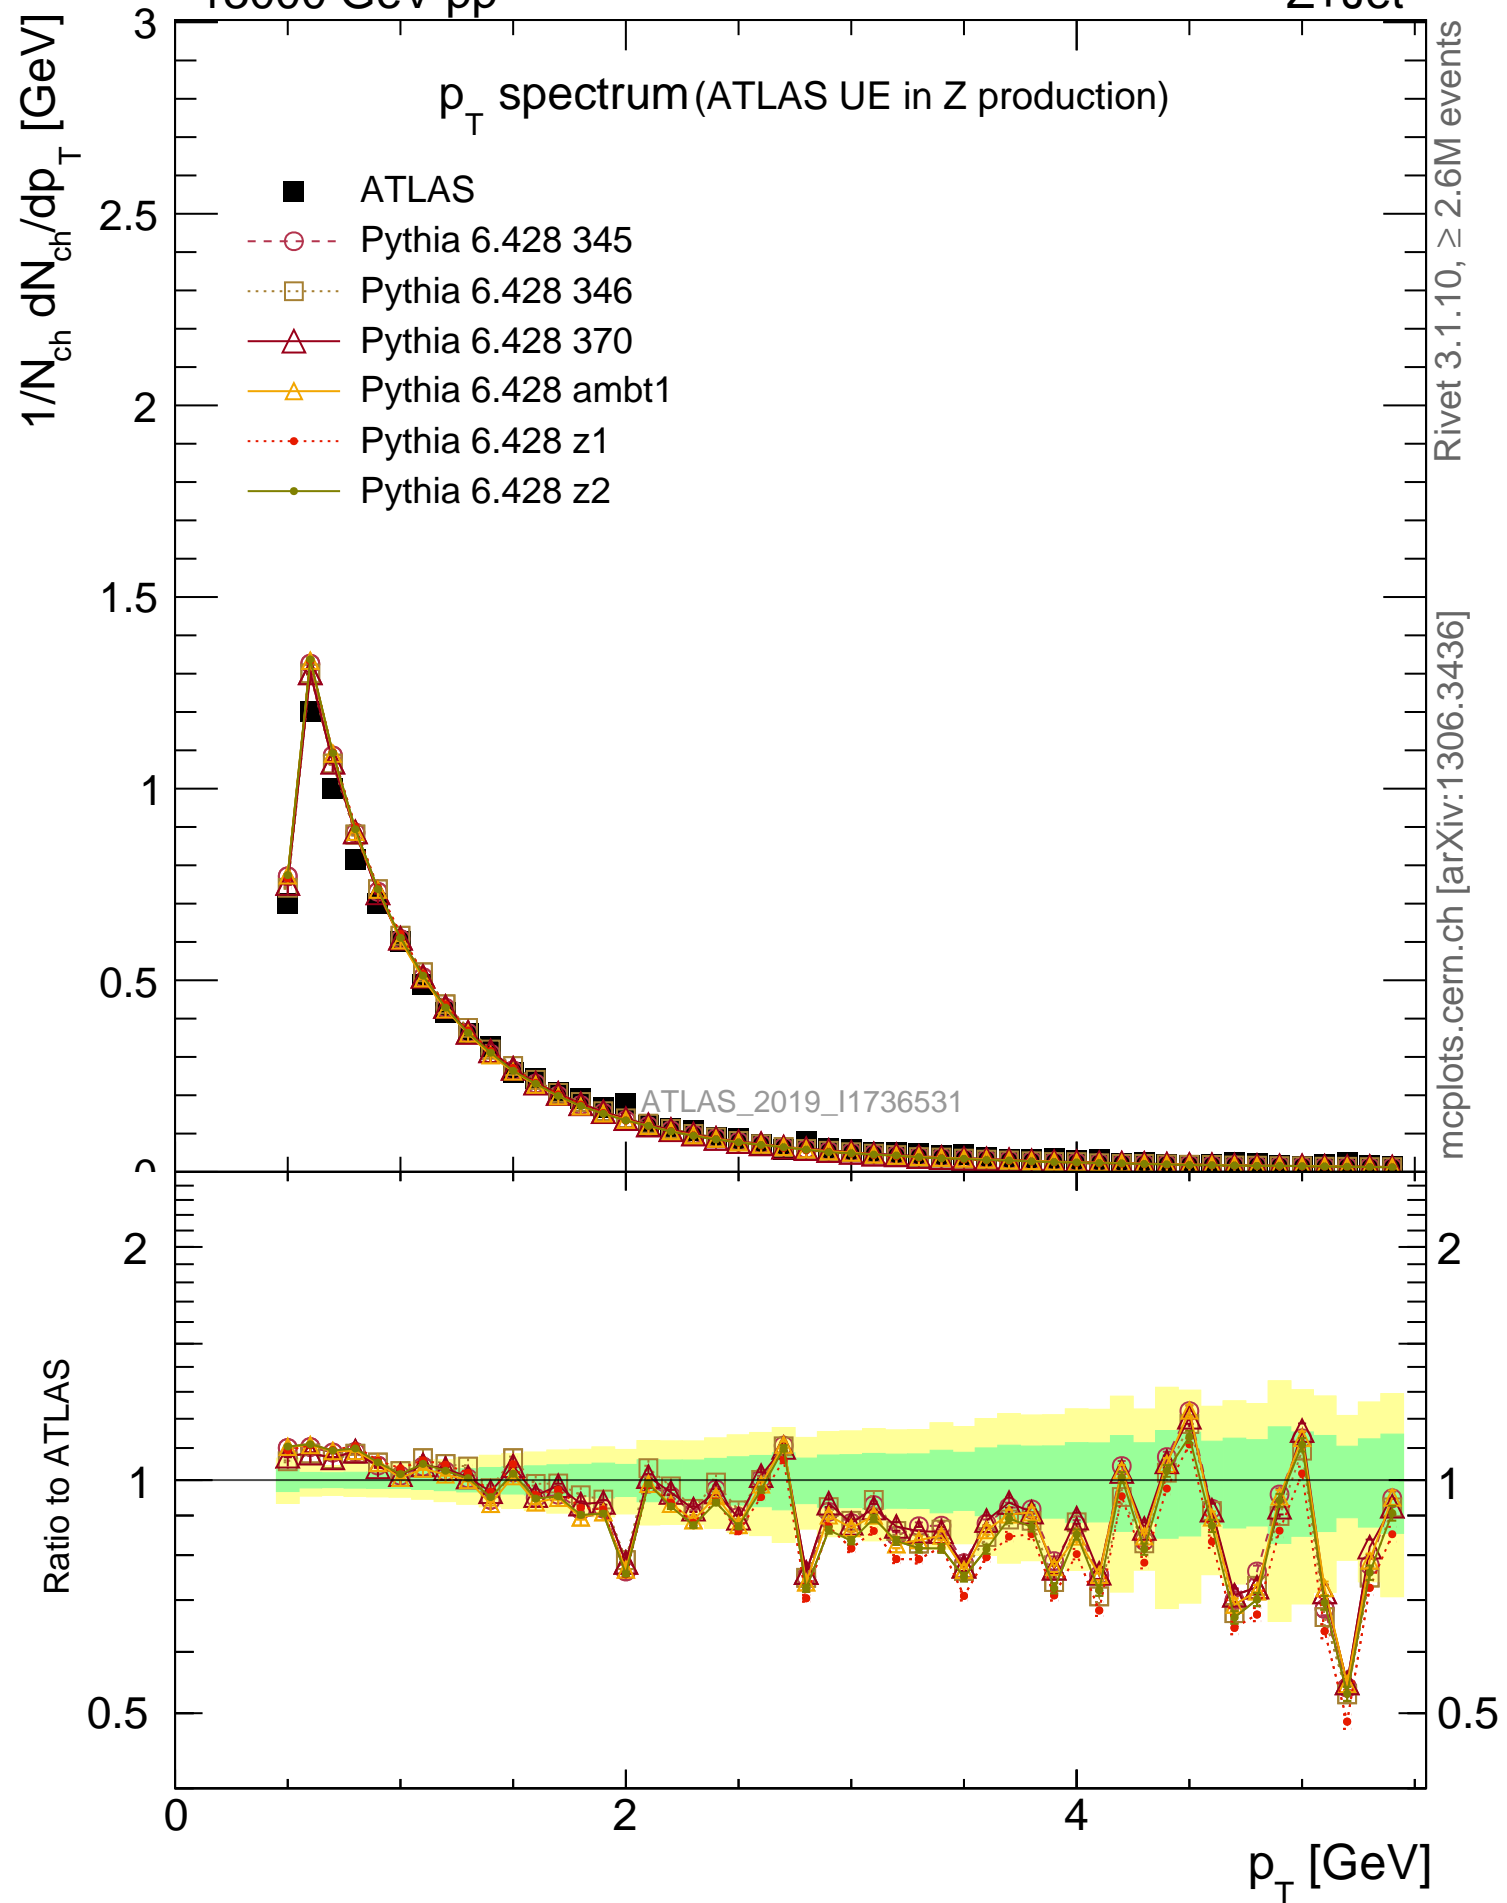 13000 GeV pp
Z+Jet
p_T spectrum (ATLAS UE in Z production)
1/N_ch dN_ch/dp_T [GeV]
ATLAS
Pythia 6.428 345
Pythia 6.428 346
Pythia 6.428 370
Pythia 6.428 ambt1
Pythia 6.428 z1
Pythia 6.428 z2
3
2.5
2
1.5
1
0.5
0
ATLAS_2019_I1736531
Rivet 3.1.10, ≥ 2.6M events
mcplots.cern.ch [arXiv:1306.3436]
Ratio to ATLAS
2
1
0.5
2
1
0.5
0
2
4
p_T [GeV]